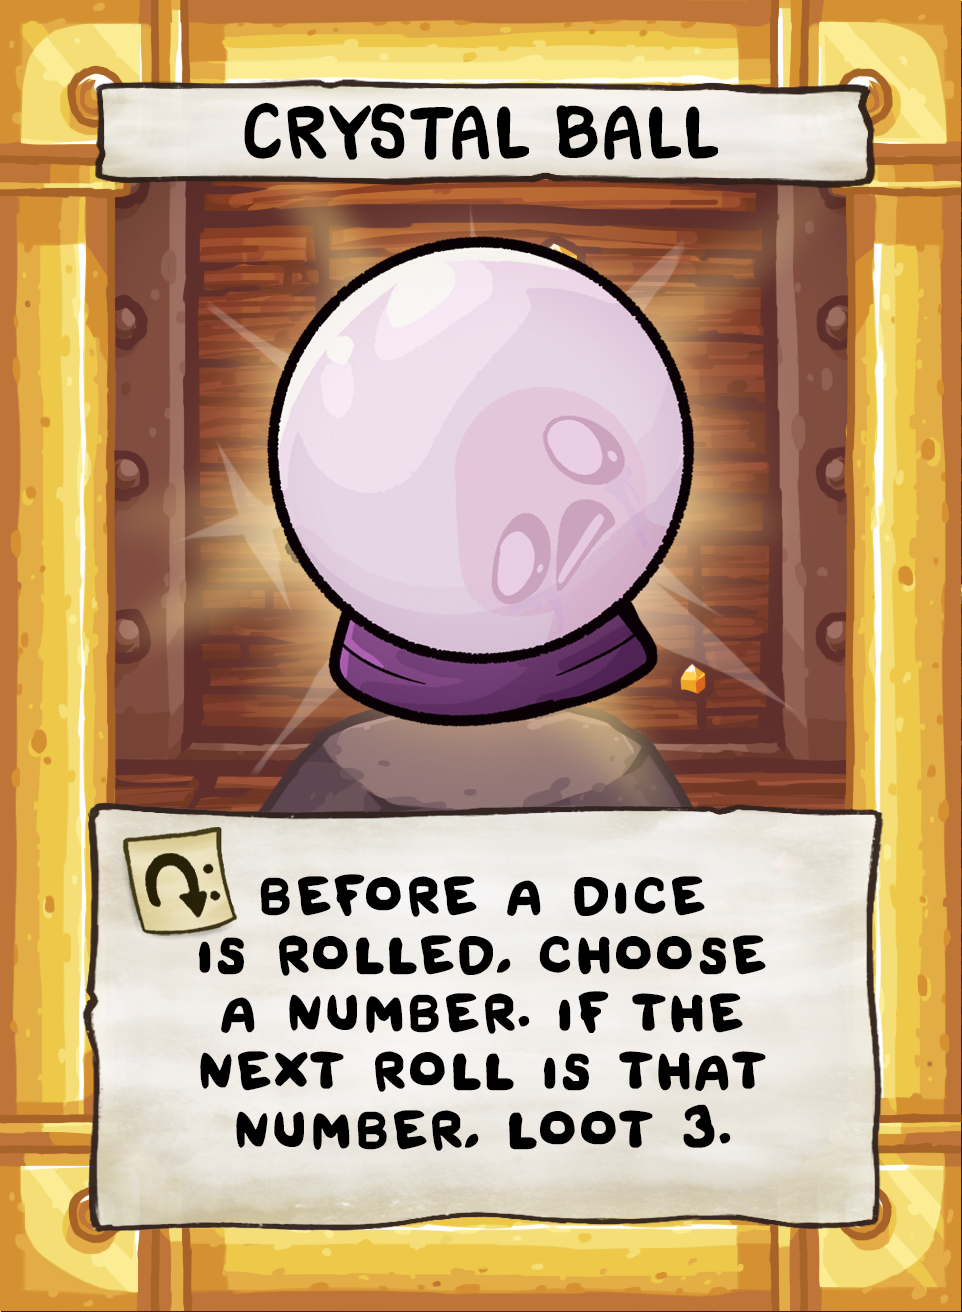 CRYSTAL BALL
BEFORE A DICE
IS ROLLED, CHOOSE
A NUMBER. IF THE
NEXT ROLL IS THAT
NUMBER, LOOT 3.